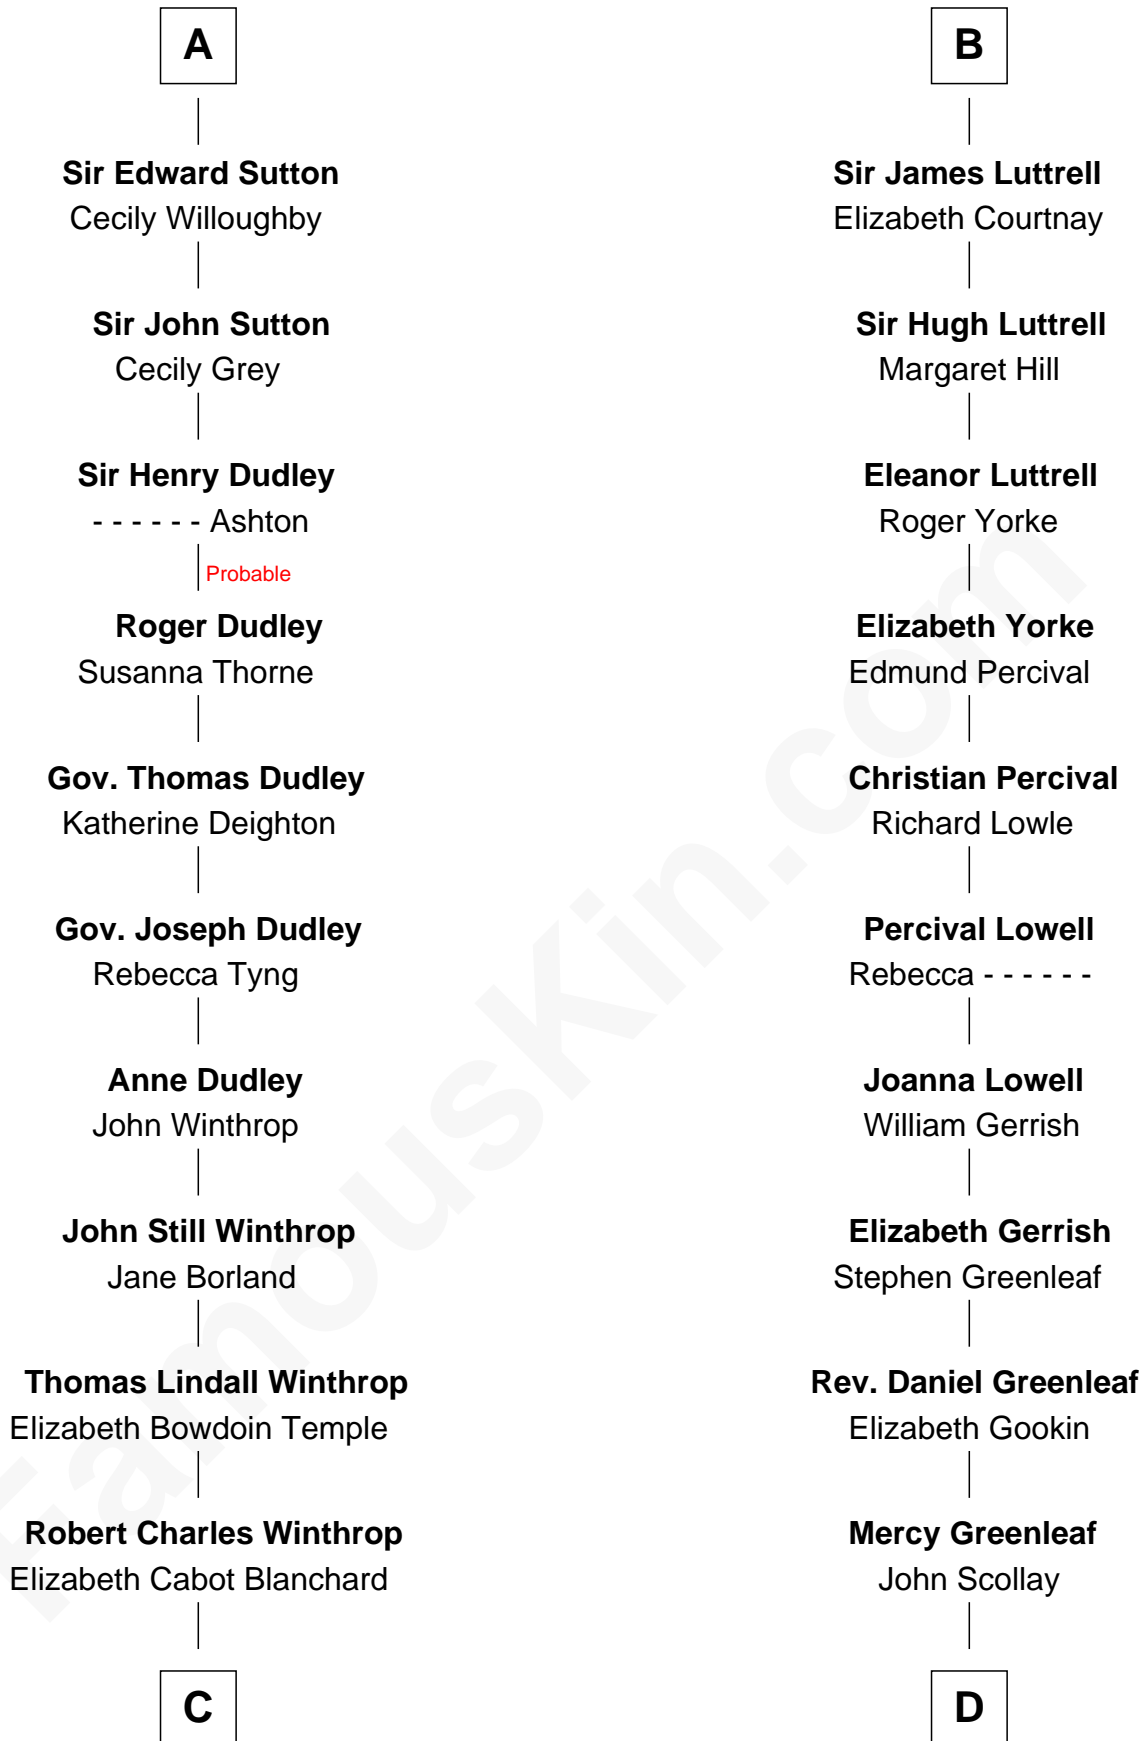 A
Sir Edward Sutton
Cecily Willoughby
Sir John Sutton
Cecily Grey
Sir Henry Dudley
- - - - - - Ashton
Probable
Roger Dudley
Susanna Thorne
Gov. Thomas Dudley
Katherine Deighton
Gov. Joseph Dudley
Rebecca Tyng
Anne Dudley
John Winthrop
John Still Winthrop
Jane Borland
Thomas Lindall Winthrop
Elizabeth Bowdoin Temple
Robert Charles Winthrop
Elizabeth Cabot Blanchard
C
B
Sir James Luttrell
Elizabeth Courtnay
Sir Hugh Luttrell
Margaret Hill
Eleanor Luttrell
Roger Yorke
Elizabeth Yorke
Edmund Percival
Christian Percival
Richard Lowle
Percival Lowell
Rebecca - - - - - -
Joanna Lowell
William Gerrish
Elizabeth Gerrish
Stephen Greenleaf
Rev. Daniel Greenleaf
Elizabeth Gookin
Mercy Greenleaf
John Scollay
D
FamousKin.com